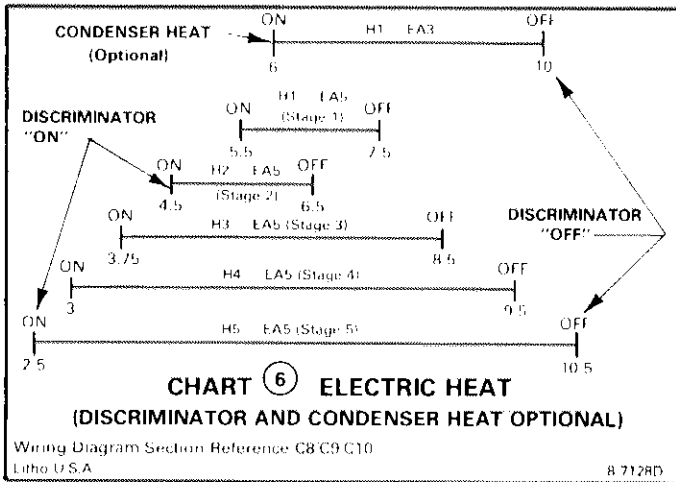 ON
OFF
CONDENSER HEAT
(Optional)
H1 EA3
6
10
H1 EA5
ON
OFF
(Stage 1)
5.5
7.5
DISCRIMINATOR
"ON"
ON
H2 EA5
OFF
(Stage 2)
4.5
6.5
ON
H3 EA5 (Stage 3)
OFF
3.75
8.5
DISCRIMINATOR
"OFF"
ON
H4 EA5 (Stage 4)
OFF
3
9.5
ON
H5 EA5 (Stage 5)
OFF
2.5
10.5
CHART 6 ELECTRIC HEAT
(DISCRIMINATOR AND CONDENSER HEAT OPTIONAL)
Wiring Diagram Section Reference C8 C9 C10
Litho U.S.A
8 7128D